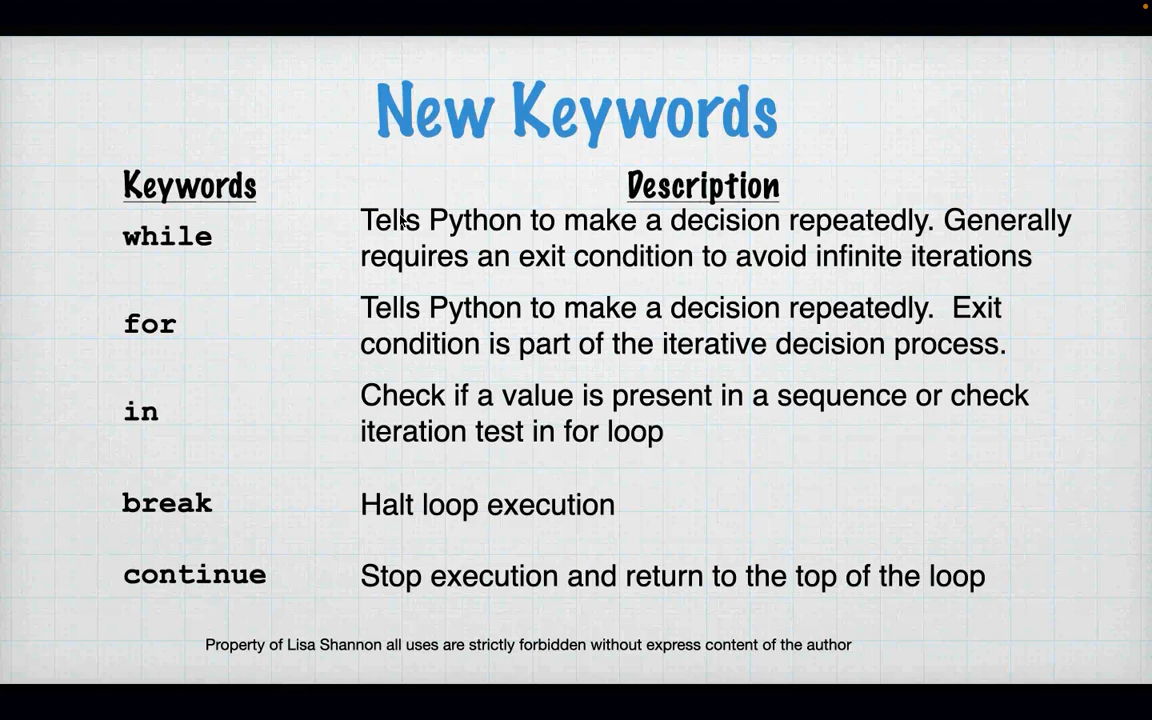 New Keywords
Keywords
Description
while
Tells Python to make a decision repeatedly. Generally
requires an exit condition to avoid infinite iterations
for
Tells Python to make a decision repeatedly.  Exit
condition is part of the iterative decision process.
in
Check if a value is present in a sequence or check
iteration test in for loop
break
Halt loop execution
continue
Stop execution and return to the top of the loop
Property of Lisa Shannon all uses are strictly forbidden without express content of the author